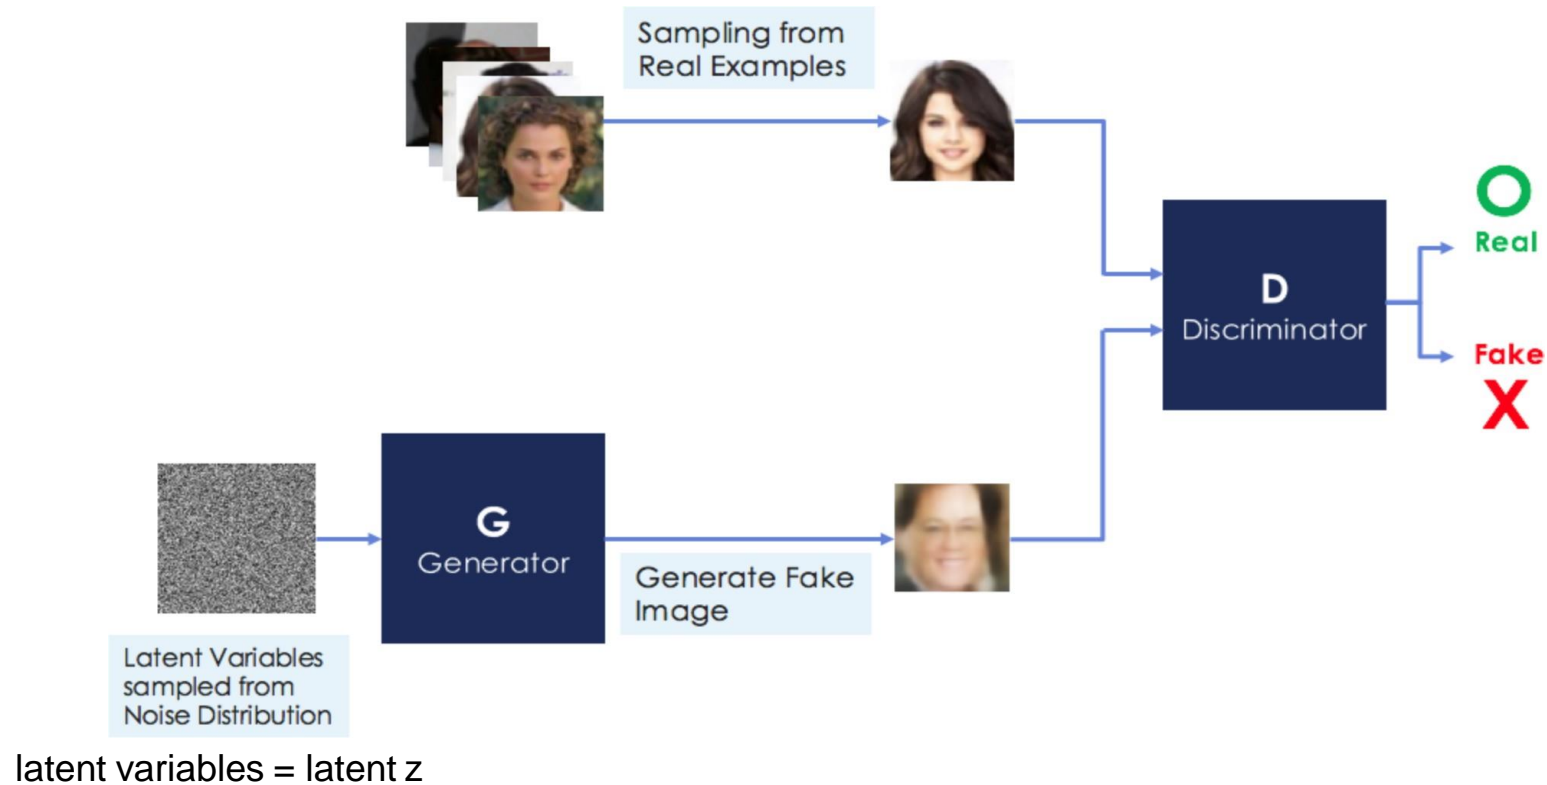 Sampling from
Real Examples
O
Real
D
Discriminator
Fake
X
G
Generator
Generate Fake
Image
Latent Variables
sampled from
Noise Distribution
latent variables = latent z